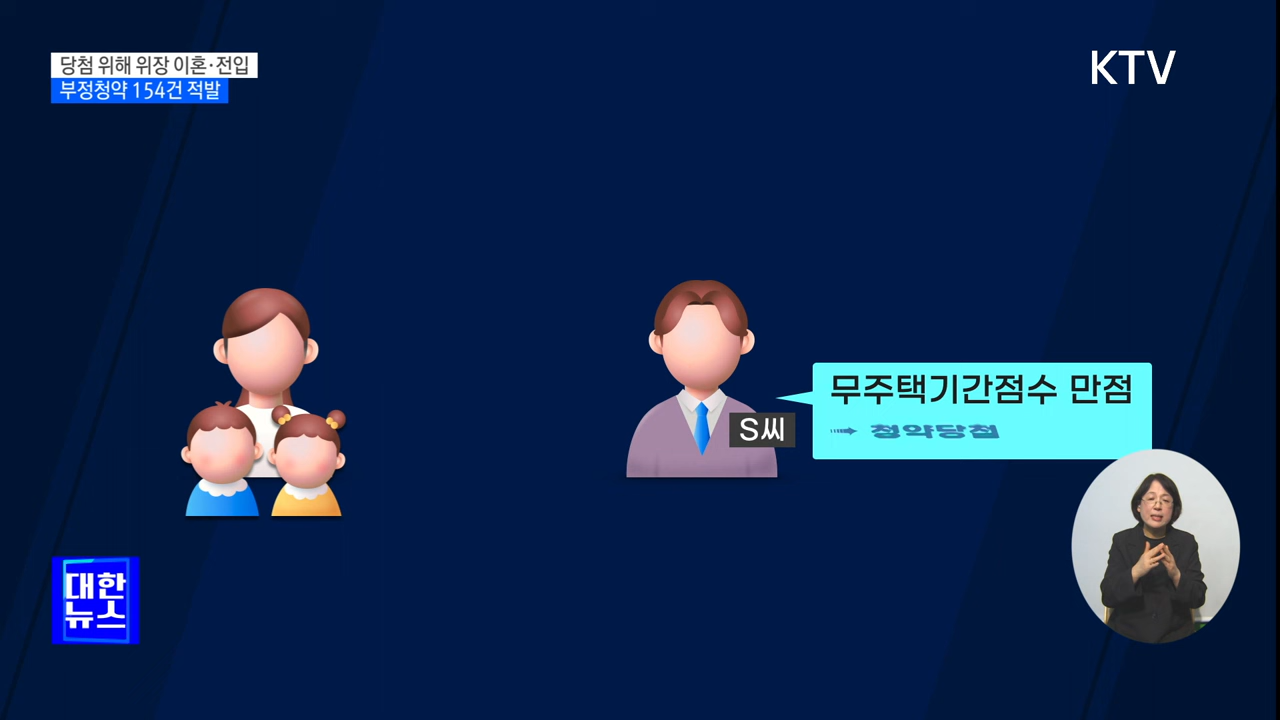 당첨 위해 위장 이혼·전입
부정청약 154건 적발
KTV
무주택기간점수 만점
청약당첨
S씨
대한
뉴스